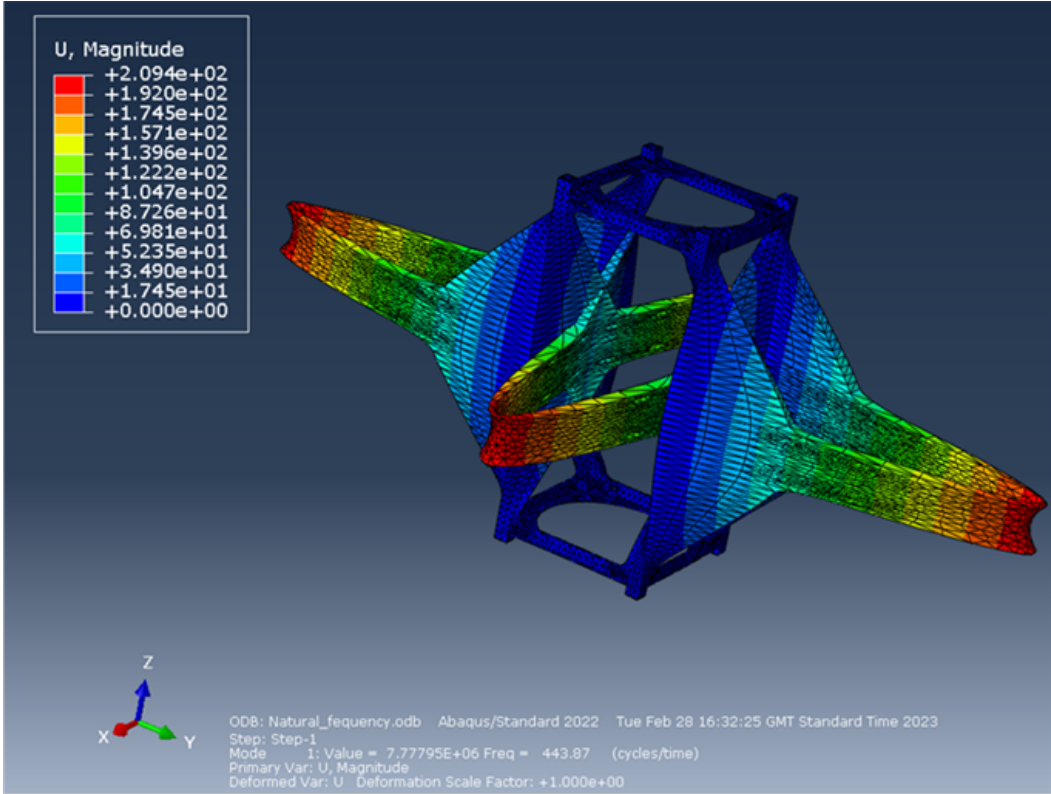 U, Magnitude
+2.094e+02
+1.920e+02
+1.745e+02
+1.571e+02
+1.396e+02
+1.222e+02
+1.047e+02
+8.726e+01
+6.981e+01
+5.235e+01
+3.490e+01
+1.745e+01
+0.000e+00
Z
X
Y
ODB: Natural_fequency.odb Abaqus/Standard 2022 Tue Feb 28 16:32:25 GMT Standard Time 2023
Step: Step-1
Mode 1: Value = 7.77795E+06 Freq = 443.87 (cycles/time)
Primary Var: U, Magnitude
Deformed Var: U Deformation Scale Factor: +1.000e+00